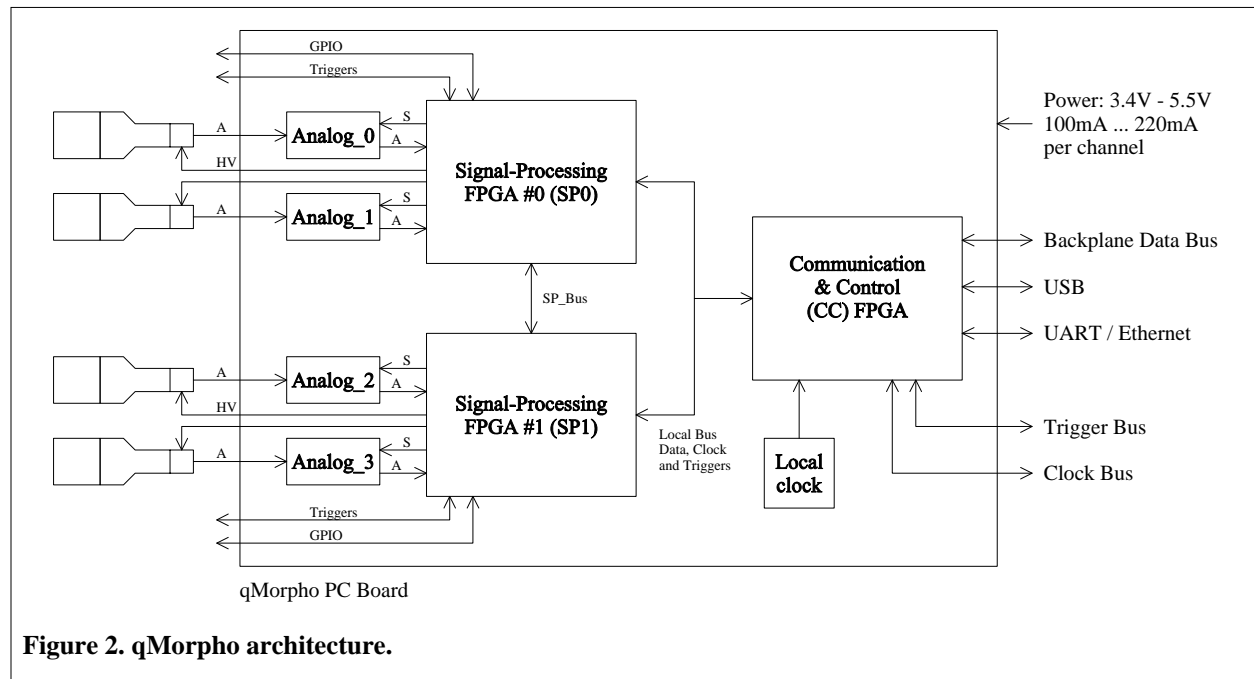 GPIO
Triggers
Power: 3.4V - 5.5V
100mA ... 220mA
per channel
A
Analog_0
S
A
HV
Signal-Processing
FPGA #0 (SP0)
A
Analog_1
S
A
Communication
& Control
(CC) FPGA
Backplane Data Bus
USB
UART / Ethernet
SP_Bus
A
Analog_2
S
A
HV
Signal-Processing
FPGA #1 (SP1)
A
Analog_3
S
A
Local Bus
Data, Clock
and Triggers
Local
clock
Trigger Bus
Clock Bus
Triggers
GPIO
qMorpho PC Board
Figure 2. qMorpho architecture.